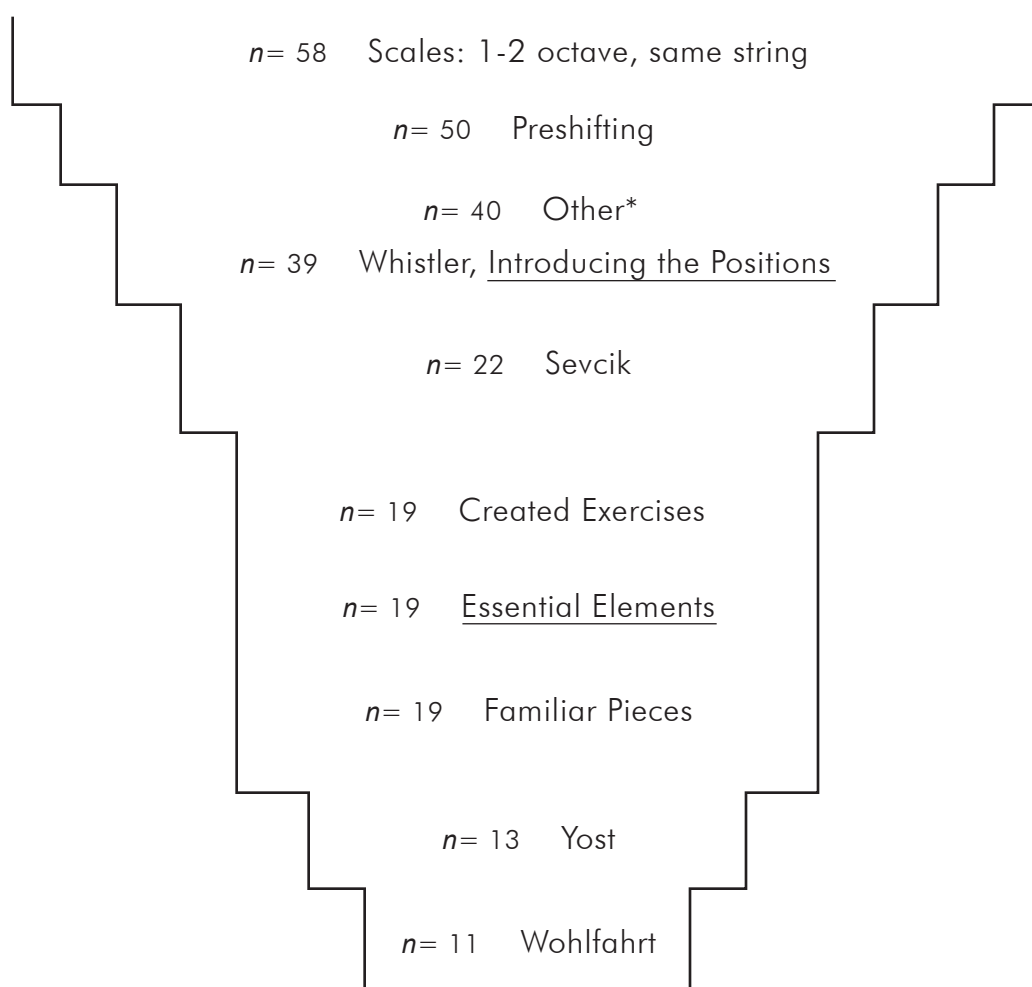 n= 58 Scales: 1-2 octave, same string
n= 50 Preshifting
n= 40 Other*
n= 39 Whistler, Introducing the Positions
n= 22 Sevcik
n= 19 Created Exercises
n= 19 Essential Elements
n= 19 Familiar Pieces
n= 13 Yost
n= 11 Wohlfahrt